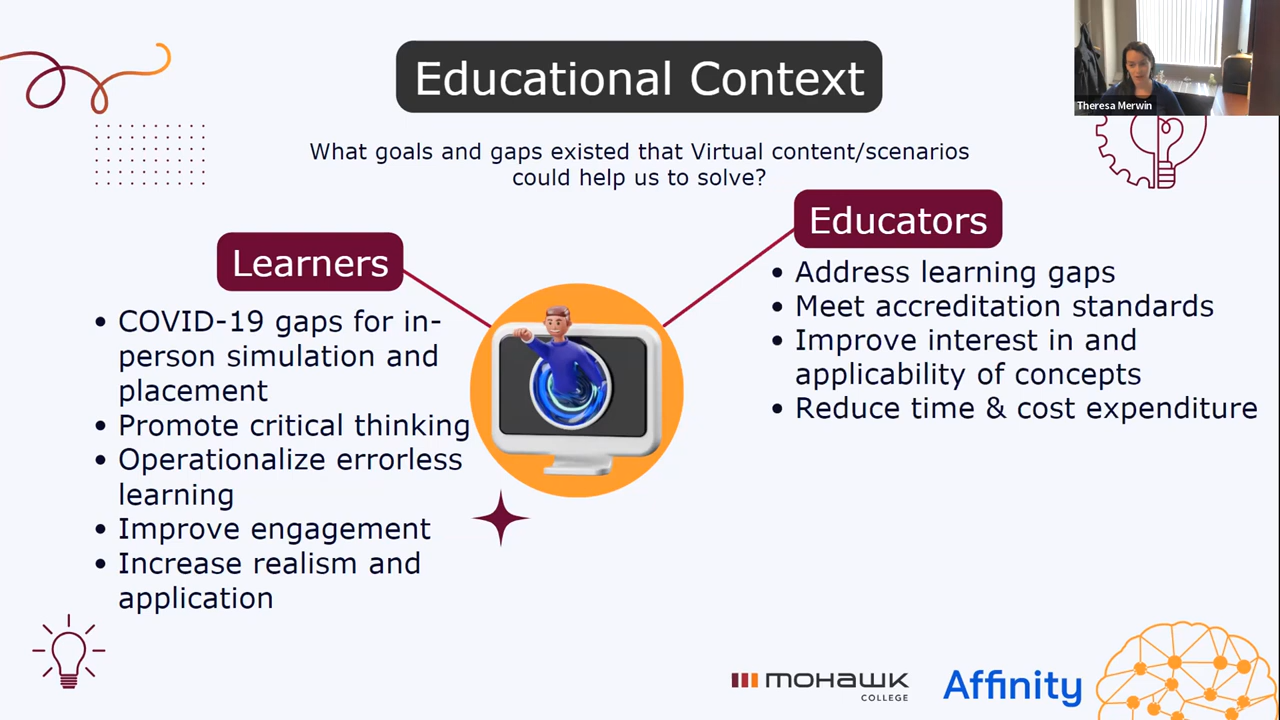 Educational Context
Theresa Merwin
What goals and gaps existed that Virtual content/scenarios
could help us to solve?
Learners
• COVID-19 gaps for in-
person simulation and
placement
• Promote critical thinking
• Operationalize errorless
learning
• Improve engagement
• Increase realism and
application
Educators
• Address learning gaps
• Meet accreditation standards
• Improve interest in and
applicability of concepts
• Reduce time & cost expenditure
mohawk
COLLEGE
Affinity